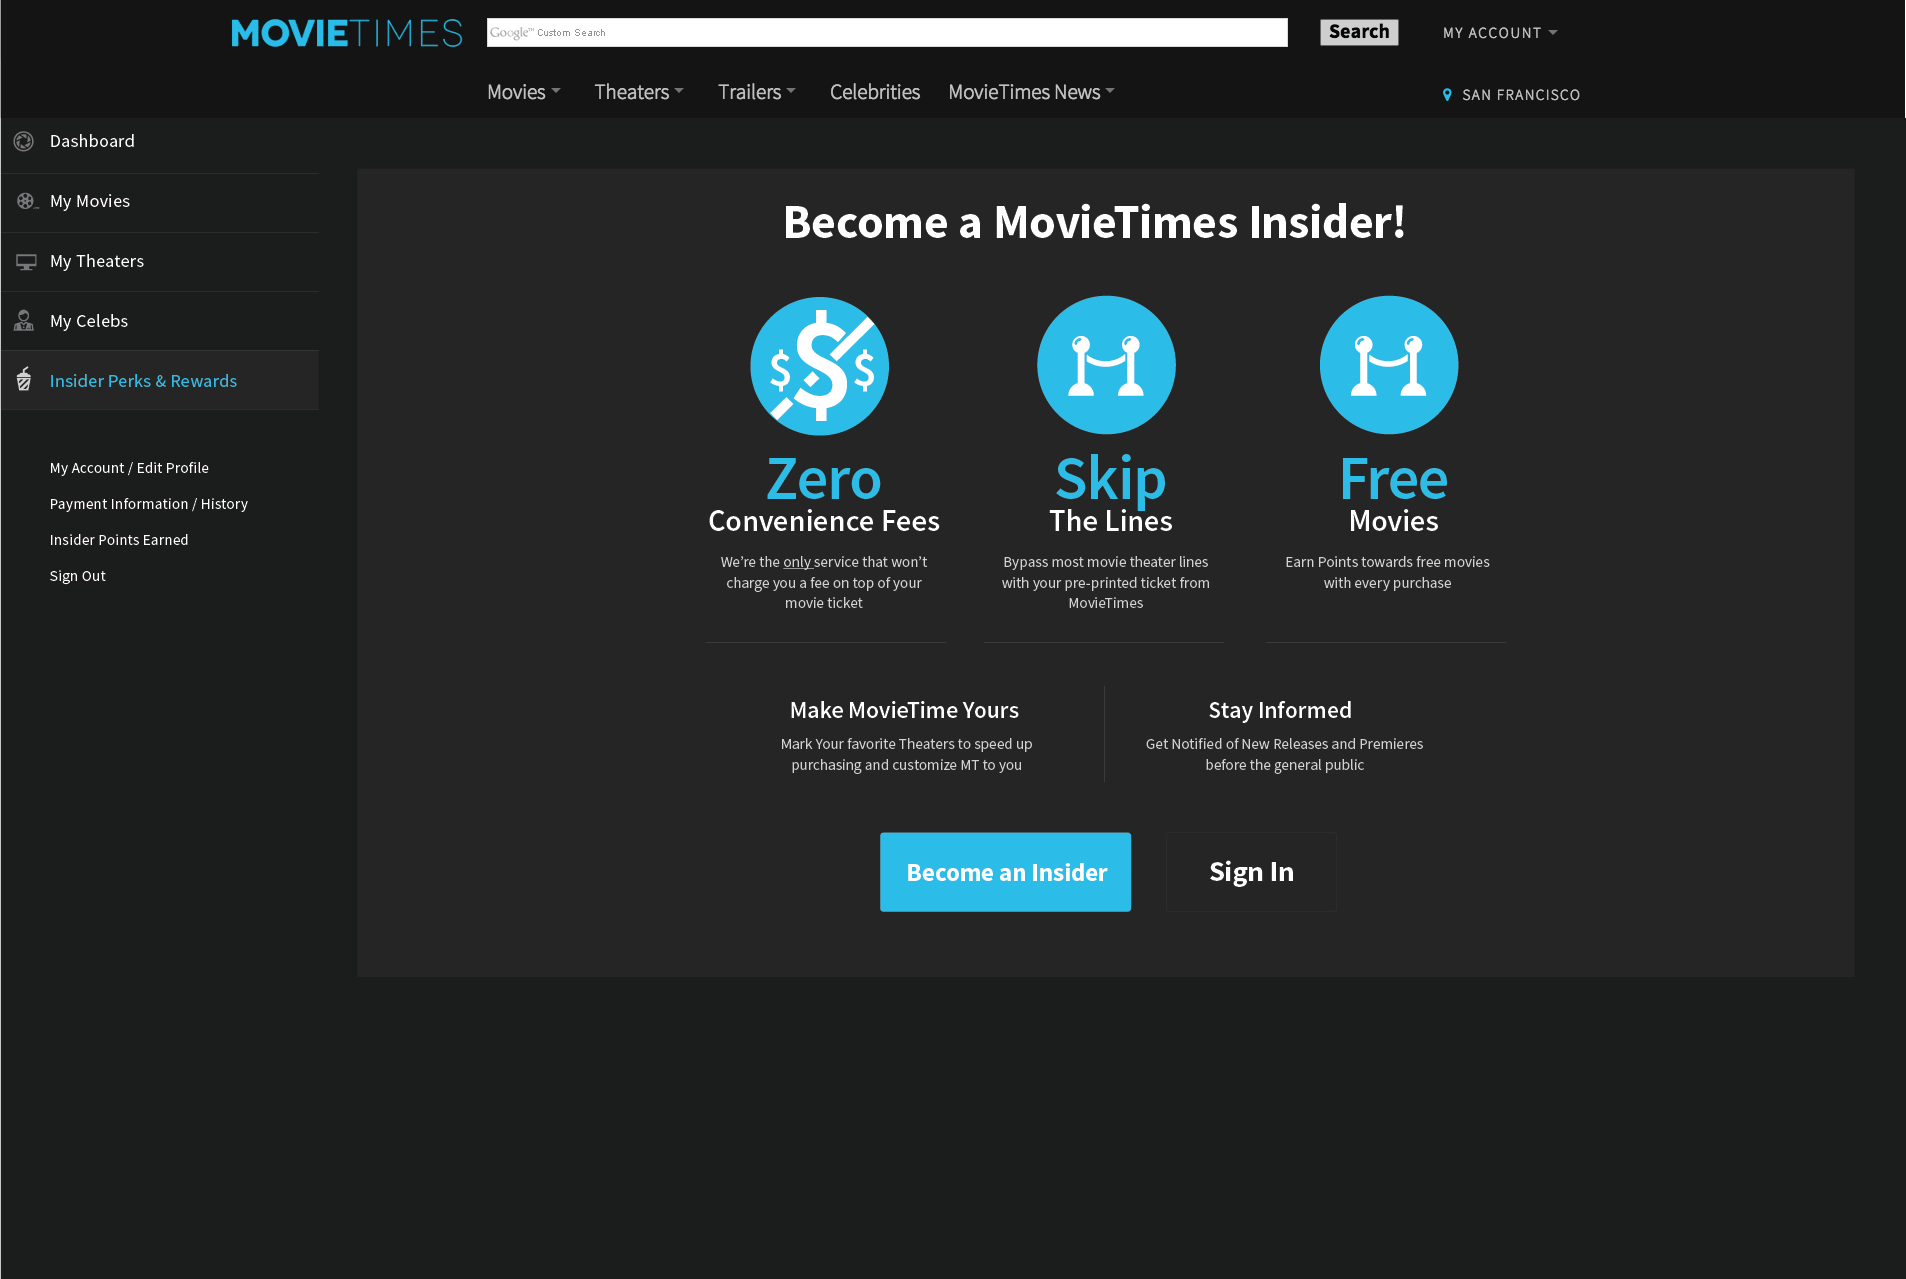 MOVIETIMES
Google™ Custom Search
Search
MY ACCOUNT
Movies
Theaters
Trailers
Celebrities
MovieTimes News
SAN FRANCISCO
Dashboard
My Movies
My Theaters
My Celebs
Insider Perks & Rewards
My Account / Edit Profile
Payment Information / History
Insider Points Earned
Sign Out
Become a MovieTimes Insider!
Zero
Convenience Fees
We’re the only service that won’t
charge you a fee on top of your
movie ticket
Skip
The Lines
Bypass most movie theater lines
with your pre-printed ticket from
MovieTimes
Free
Movies
Earn Points towards free movies
with every purchase
Make MovieTime Yours
Mark Your favorite Theaters to speed up
purchasing and customize MT to you
Stay Informed
Get Notified of New Releases and Premieres
before the general public
Become an Insider
Sign In